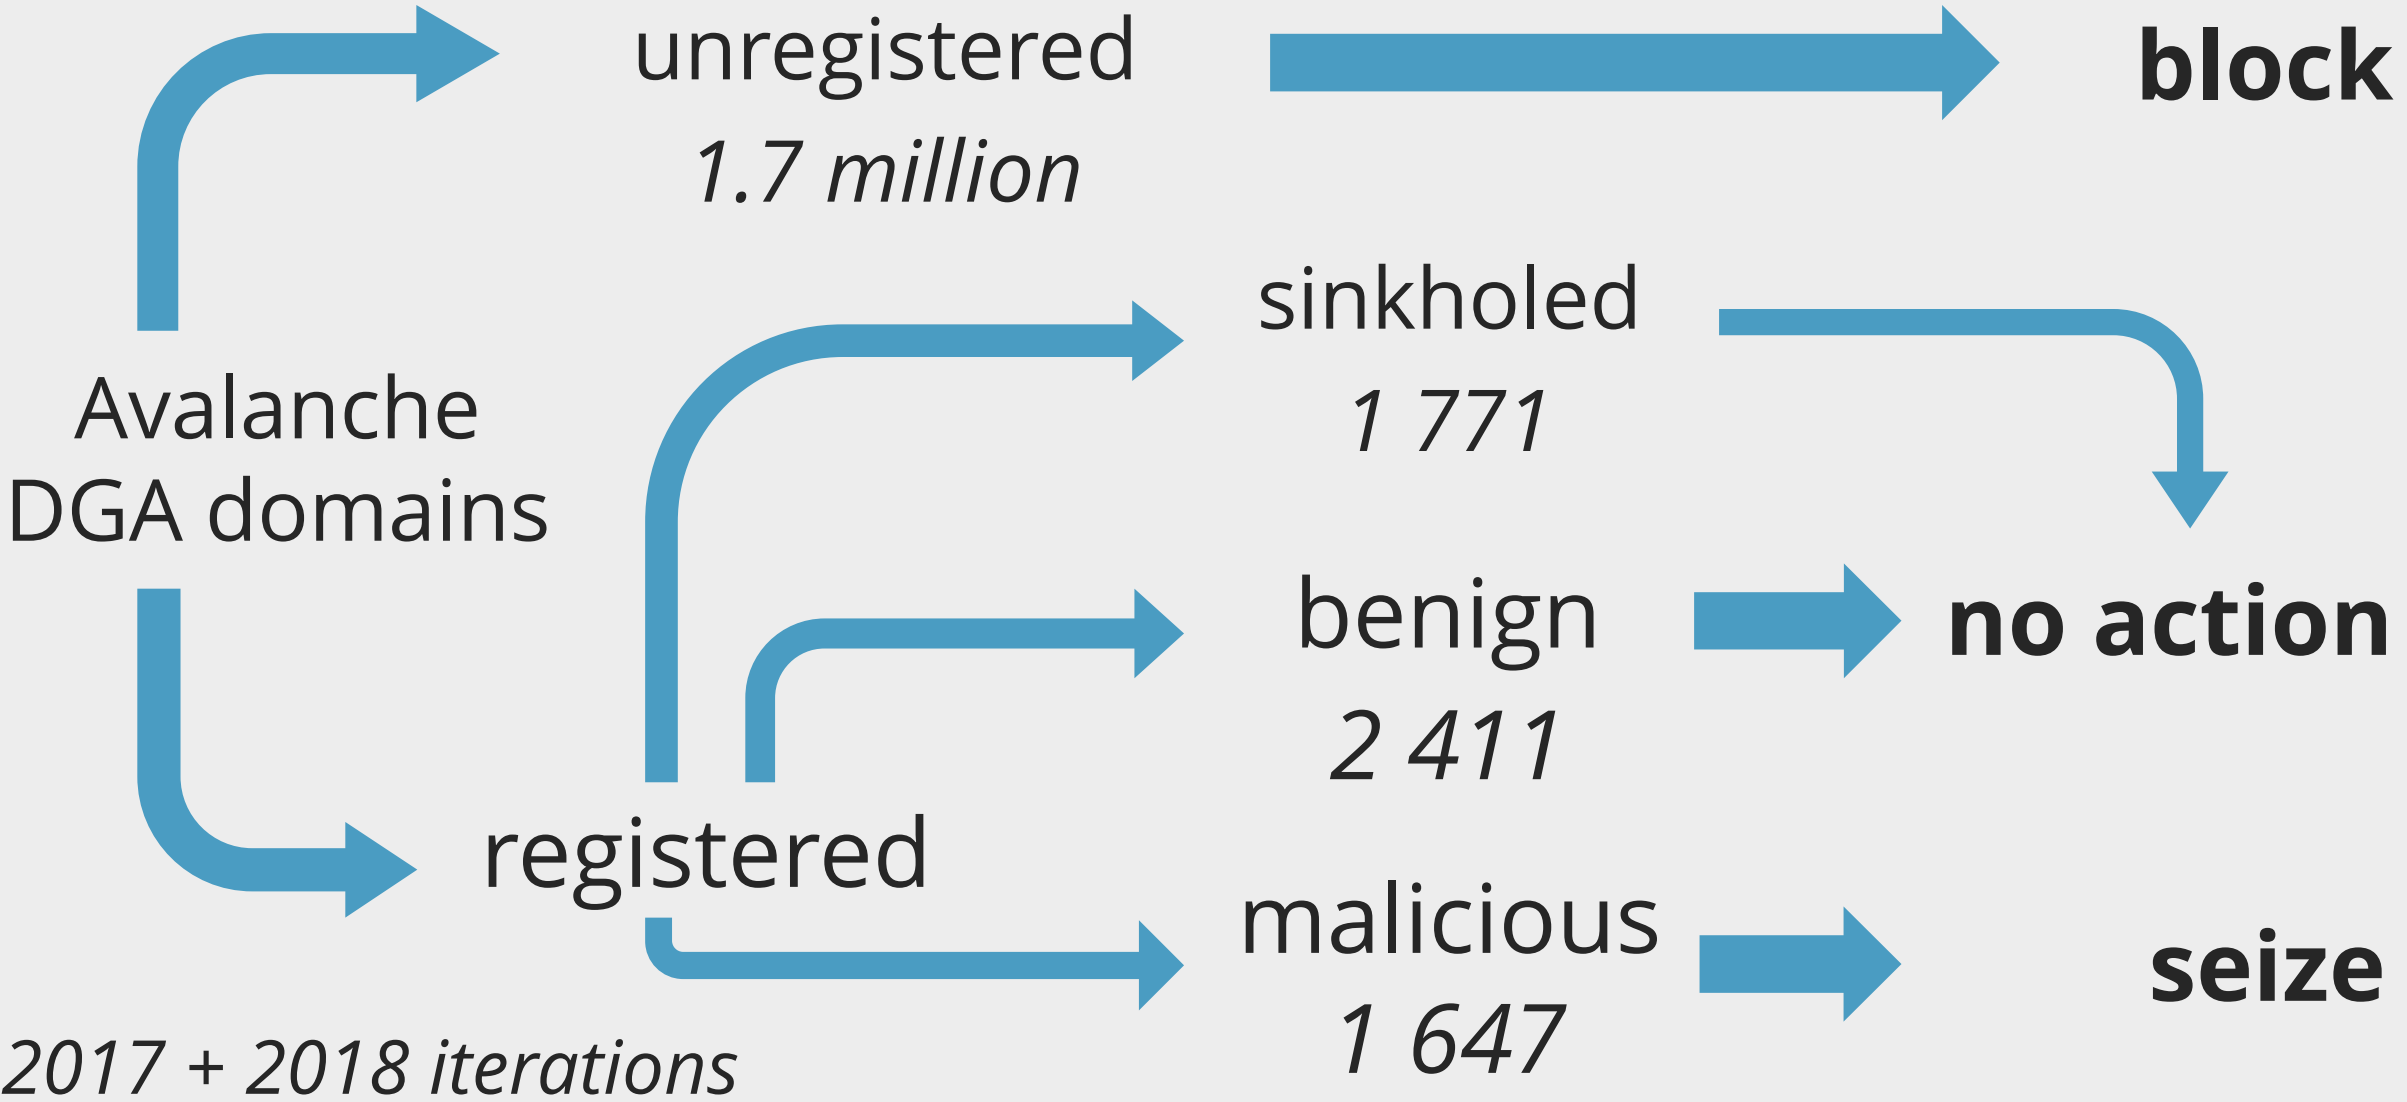 unregistered
1.7 million
block
Avalanche
DGA domains
sinkholed
1 771
benign
2 411
no action
registered
malicious
1 647
seize
2017 + 2018 iterations